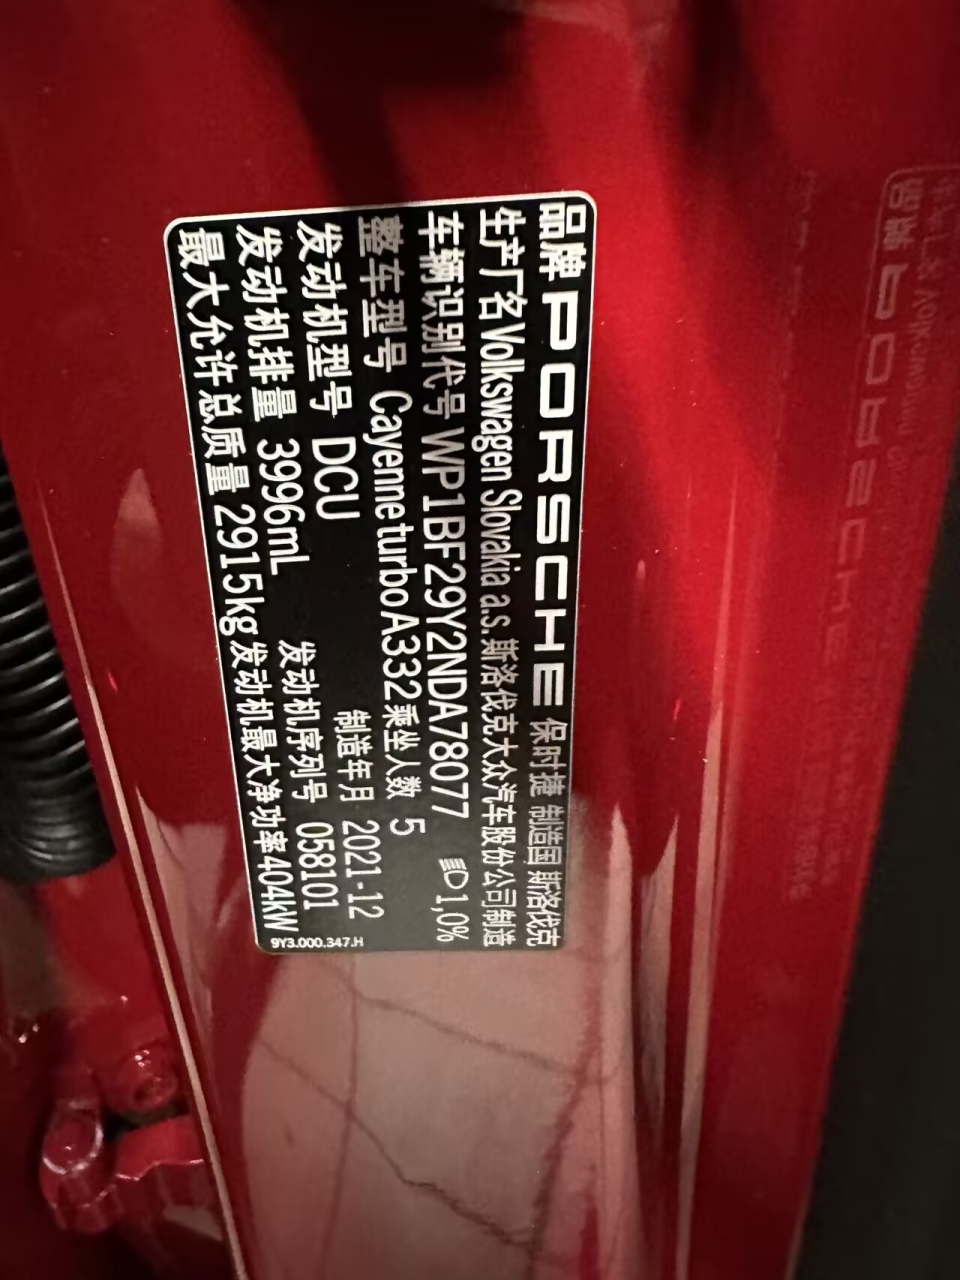 品牌 PORSCHE 保时捷 制造国 斯洛伐克
生产厂名 Volkswagen Slovakia a.s. 斯洛伐克大众汽车股份公司制造
车辆识别代号 WP1BF29Y2NDA78077 1,0%
整车型号 Cayenne turbo A332 乘坐人数 5
发动机型号 DCU 制造年月 2021-12
发动机排量 3996mL 发动机序列号 058101
最大允许总质量 2915kg 发动机最大净功率 404kW
9Y3.000.347.H